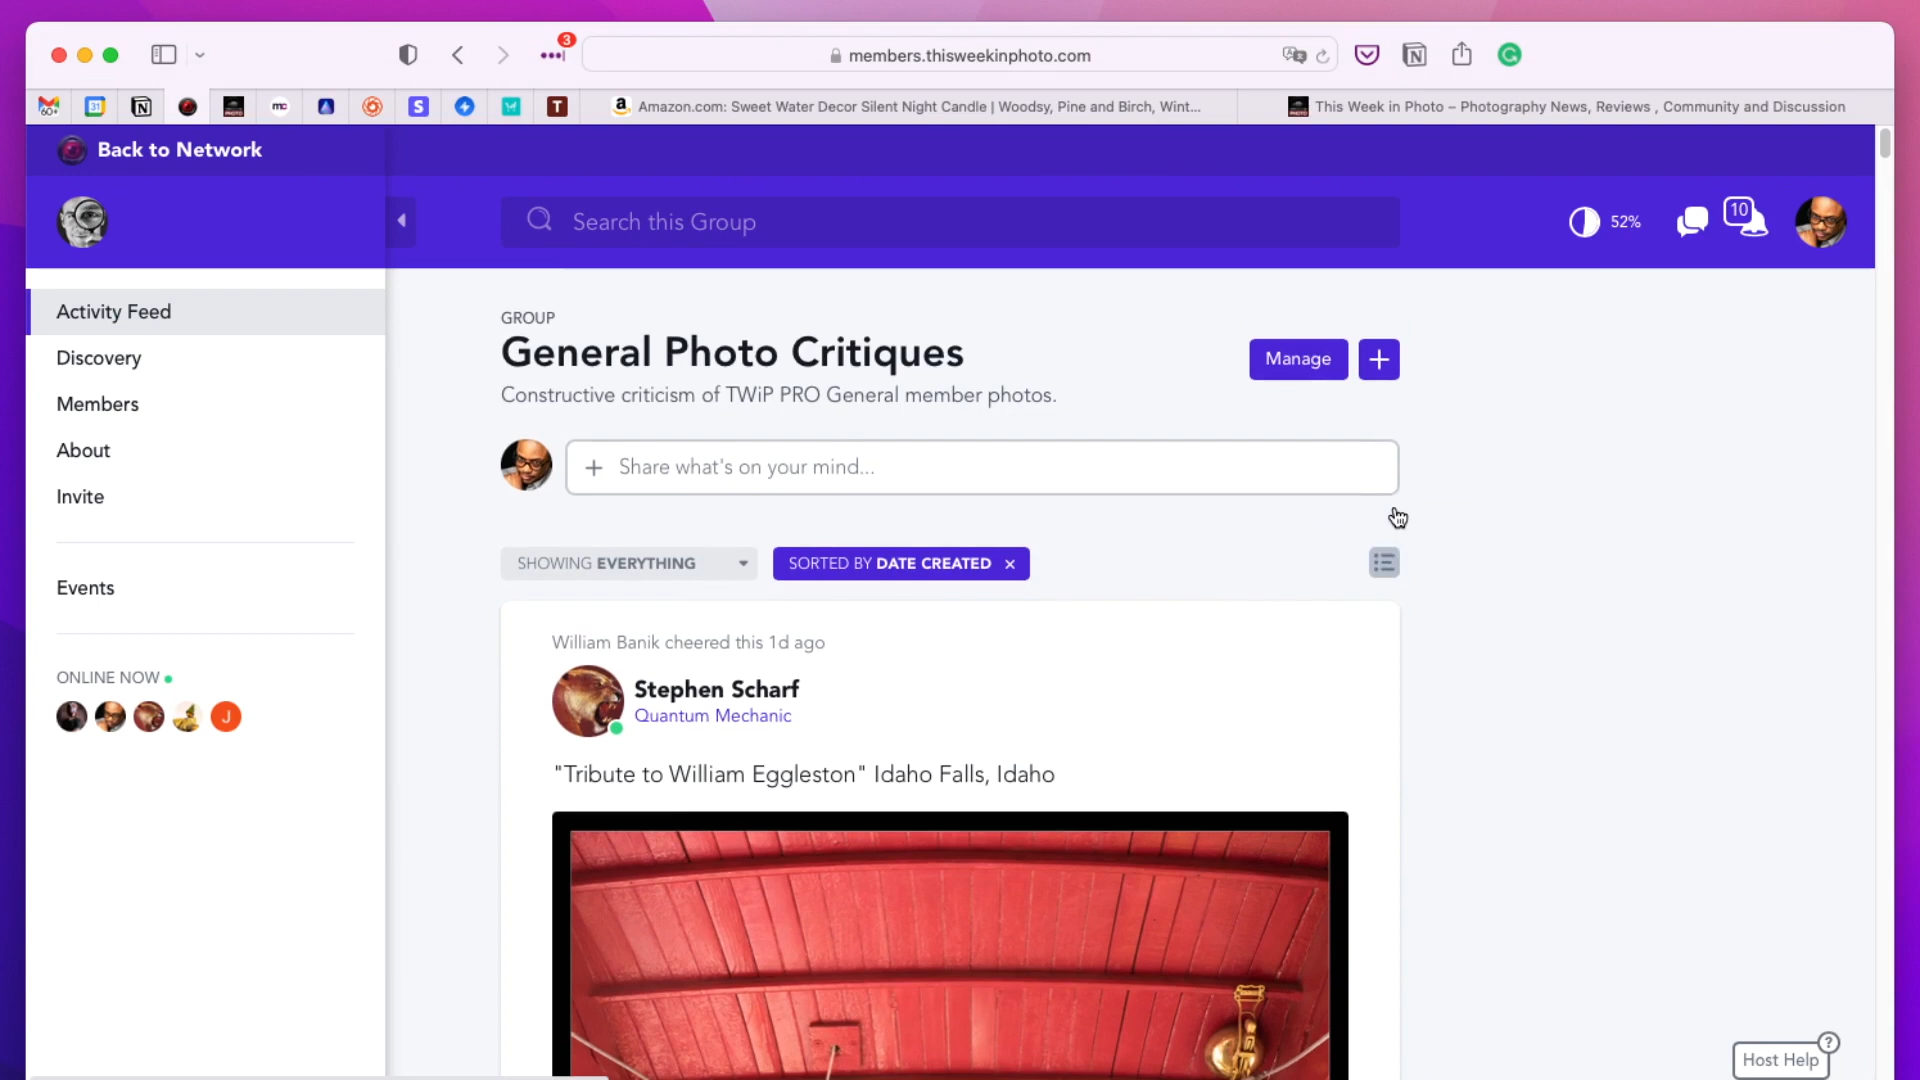 3
members.thisweekinphoto.com
60+
31
mc
S
T
a Amazon.com: Sweet Water Decor Silent Night Candle | Woodsy, Pine and Birch, Wint...
This Week in Photo – Photography News, Reviews , Community and Discussion
Back to Network
Search this Group
52%
10
Activity Feed
Discovery
Members
About
Invite
Events
ONLINE NOW
J
GROUP
General Photo Critiques
Constructive criticism of TWiP PRO General member photos.
Manage
+ Share what's on your mind...
SHOWING EVERYTHING
SORTED BY DATE CREATED ×
William Banik cheered this 1d ago
Stephen Scharf
Quantum Mechanic
"Tribute to William Eggleston" Idaho Falls, Idaho
Host Help ?